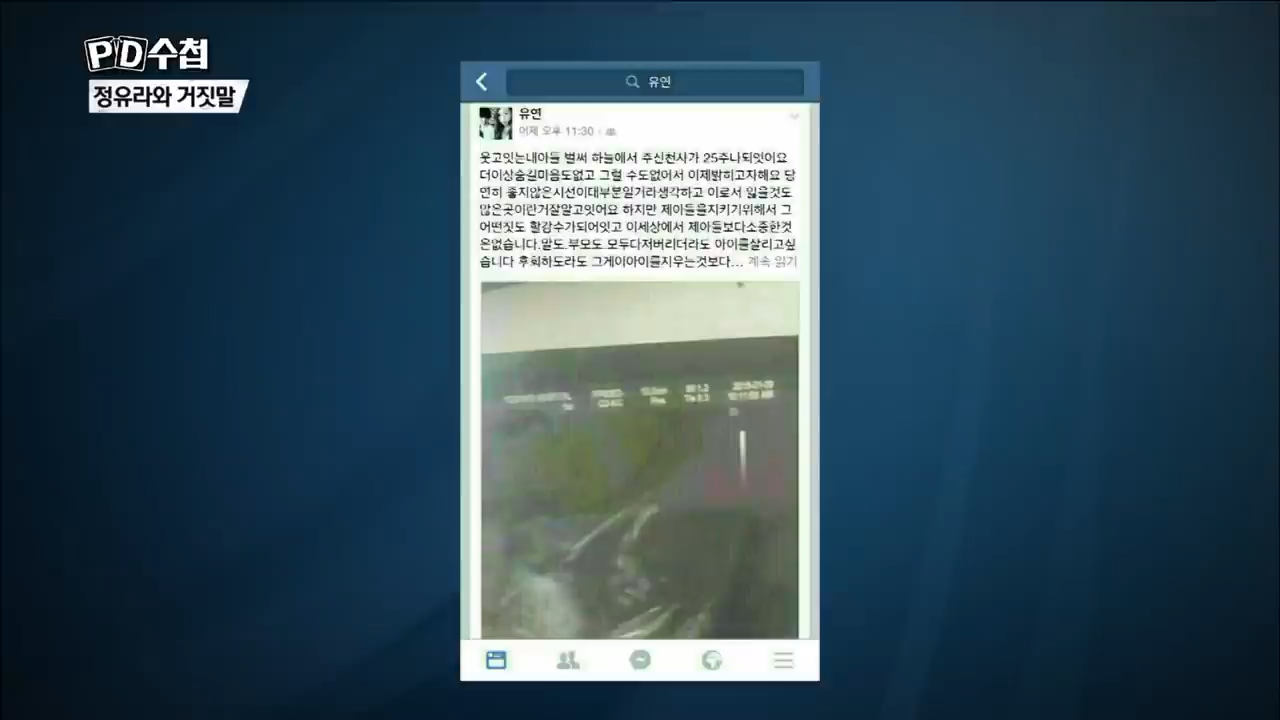 PD수첩
정유라와 거짓말
유연
유연
어제 오후 11:30
웃고잇는내아들 벌써 하늘에서 주신천사가 25주나되잇어요
더이상숨길마음도없고 그럴 수도없어서 이제밝히고자해요 당
연히 좋지않은시선이대부분일거라생각하고 이로서 잃을것도
많은곳이란거잘알고잇어요 하지만 제아들을지키기위해서 그
어떤짓도 할감수가되어잇고 이세상에서 제아들보다소중한것
은없습니다.말도.부모도 모두다저버리더라도 아이를살리고싶
습니다 후회하도라도 그게이아이를지우는것보다... 계속 읽기